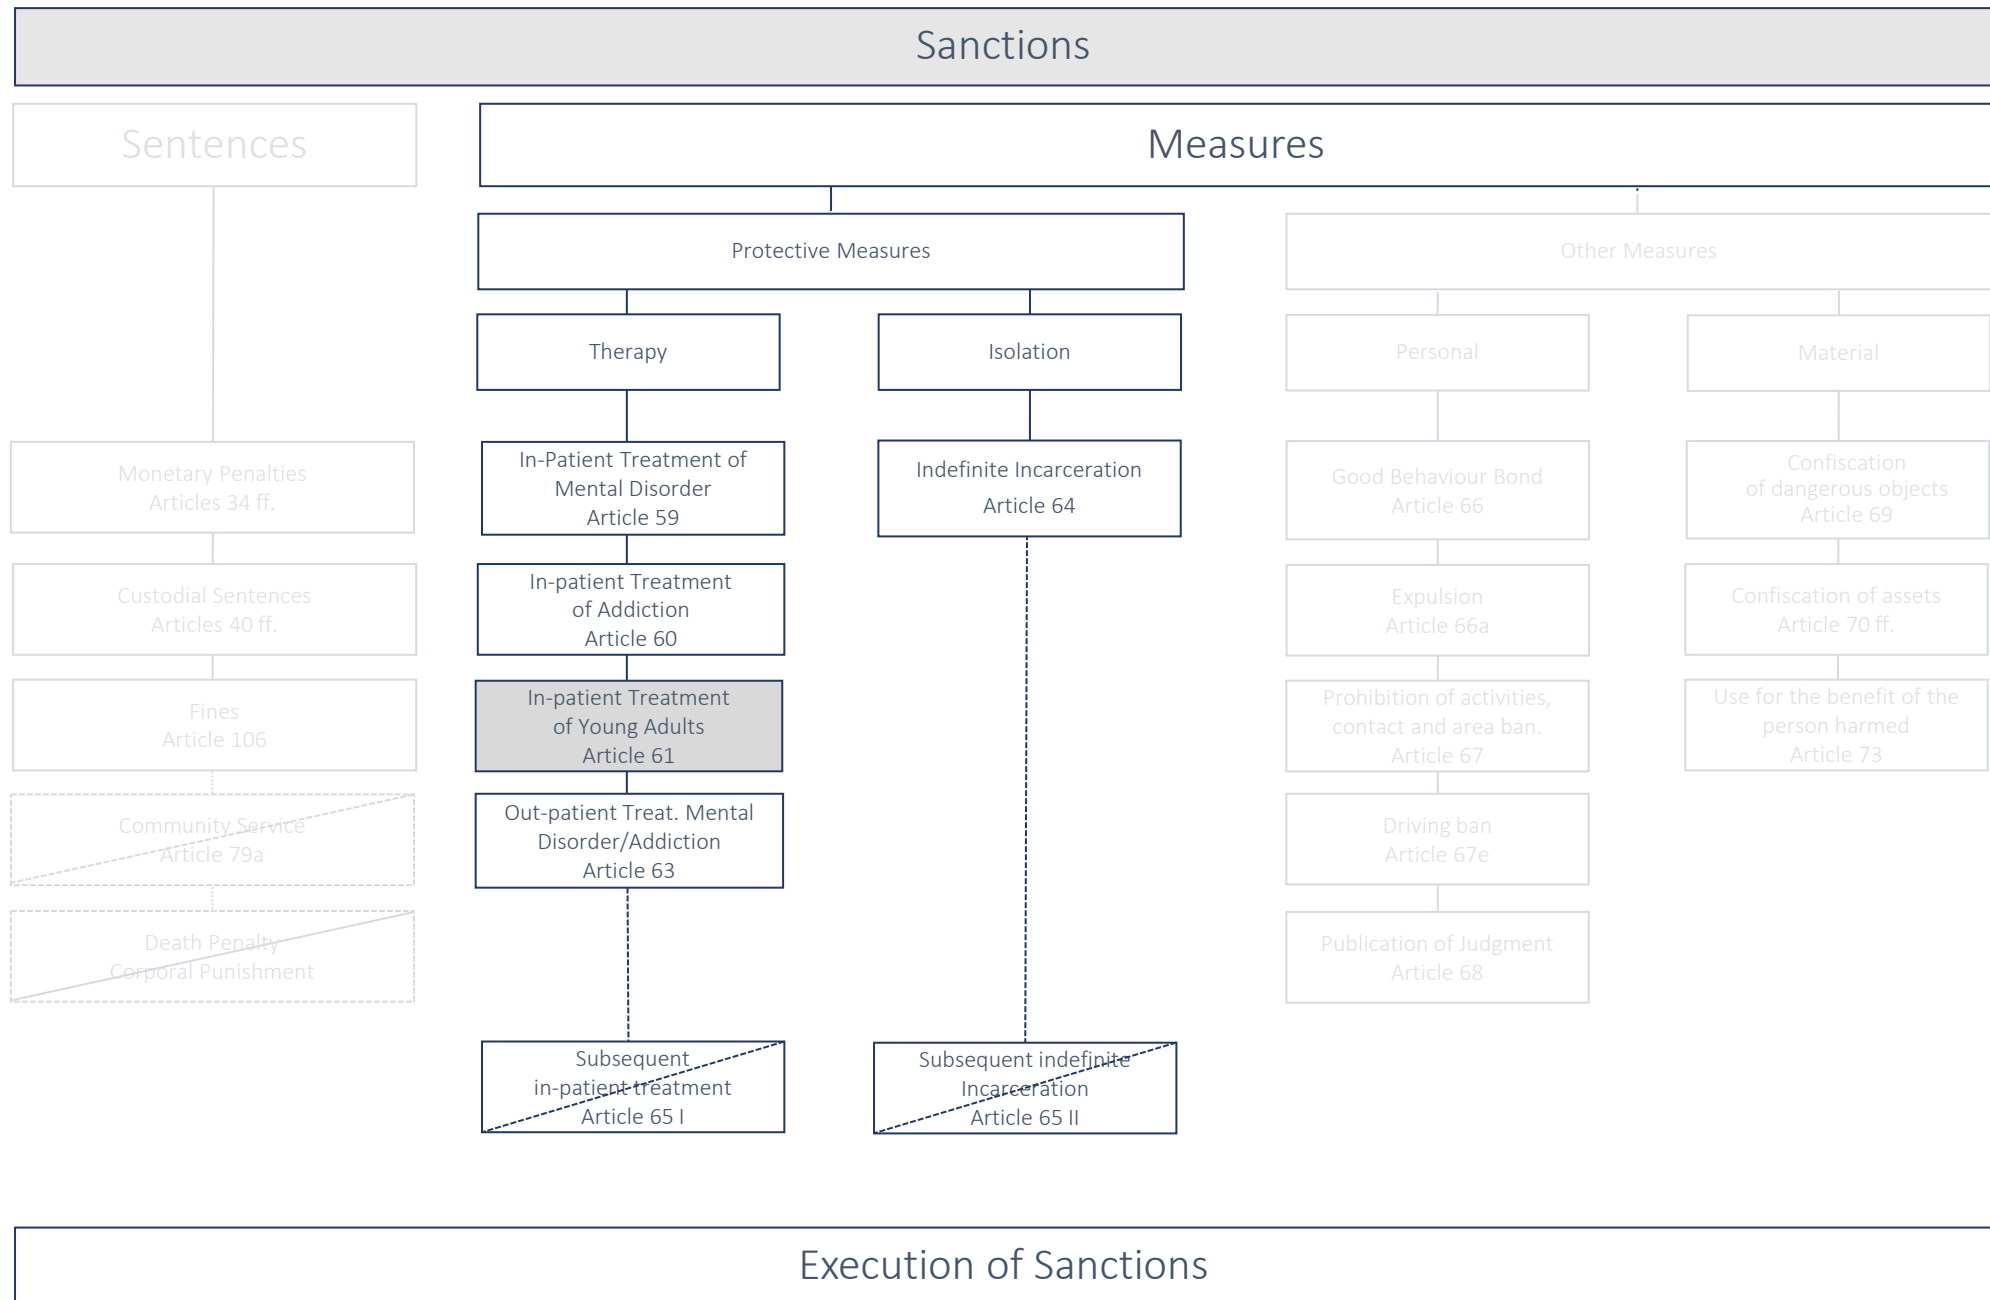 Sanctions
Sentences
Measures
Protective Measures
Other Measures
Therapy
Isolation
Personal
Material
Monetary Penalties
Articles 34 ff.
In-Patient Treatment of
Mental Disorder
Article 59
Indefinite Incarceration
Article 64
Good Behaviour Bond
Article 66
Confiscation
of dangerous objects
Article 69
Custodial Sentences
Articles 40 ff.
In-patient Treatment
of Addiction
Article 60
Expulsion
Article 66a
Confiscation of assets
Article 70 ff.
Fines
Article 106
In-patient Treatment
of Young Adults
Article 61
Prohibition of activities,
contact and area ban.
Article 67
Use for the benefit of the
person harmed
Article 73
Community Service
Article 79a
Out-patient Treat. Mental
Disorder/Addiction
Article 63
Driving ban
Article 67e
Death Penalty
Corporal Punishment
Publication of Judgment
Article 68
Subsequent
in-patient treatment
Article 65 I
Subsequent indefinite
Incarceration
Article 65 II
Execution of Sanctions